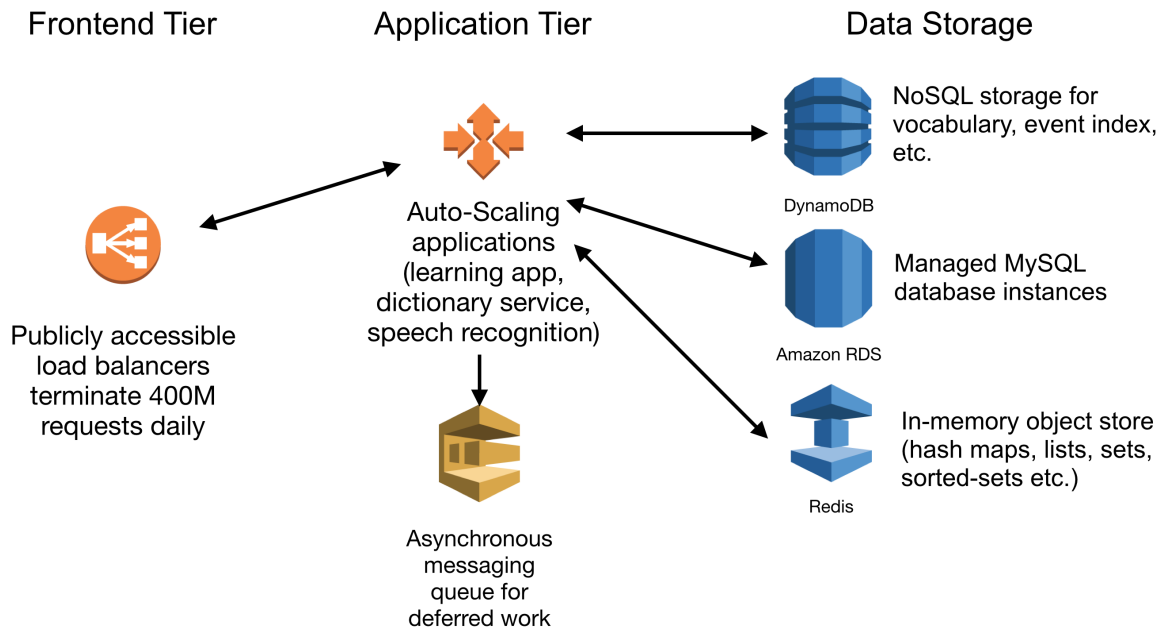 Frontend Tier
Application Tier
Data Storage
Publicly accessible
load balancers
terminate 400M
requests daily
Auto-Scaling
applications
(learning app,
dictionary service,
speech recognition)
Asynchronous
messaging
queue for
deferred work
NoSQL storage for
vocabulary, event index,
etc.
DynamoDB
Managed MySQL
database instances
Amazon RDS
In-memory object store
(hash maps, lists, sets,
sorted-sets etc.)
Redis